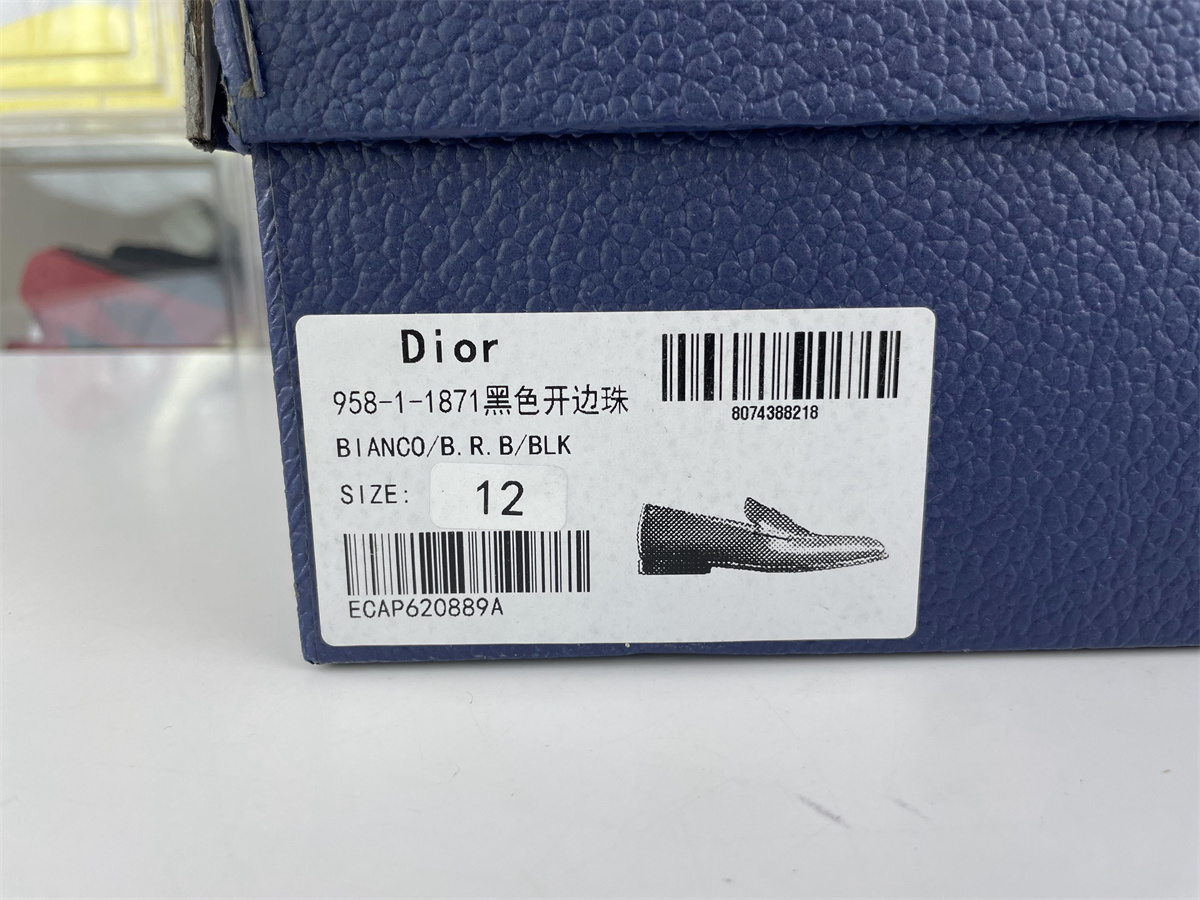 Dior
958-1-1871黑色开边珠
BIANCO/B.R.B/BLK
SIZE: 12
ECAP620889A
8074388218